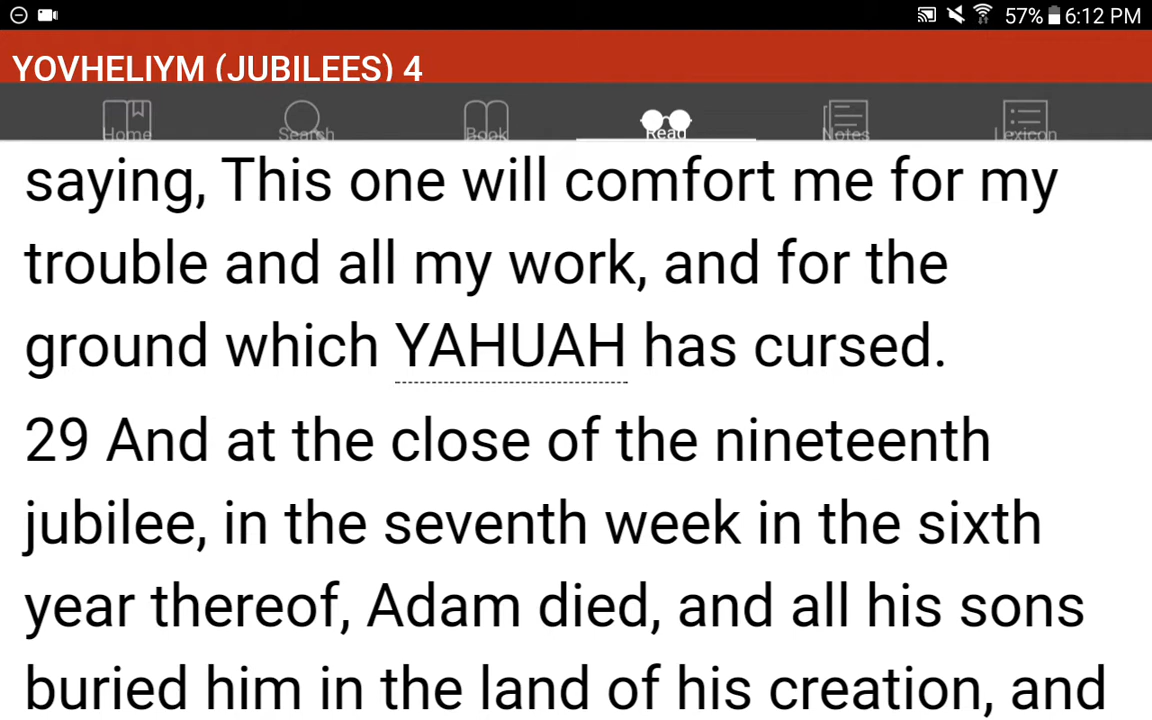 57% 6:12 PM
YOVHELIYM (JUBILEES) 4
Home Search Book Read Notes Lexicon
saying, This one will comfort me for my
trouble and all my work, and for the
ground which YAHUAH has cursed.
29 And at the close of the nineteenth
jubilee, in the seventh week in the sixth
year thereof, Adam died, and all his sons
buried him in the land of his creation, and